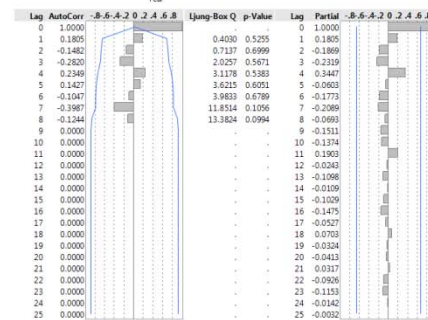 Lag AutoCorr -.8-.6-.4-.2 0 .2 .4 .6 .8 Ljung-Box Q p-Value Lag Partial -.8-.6-.4-.2 0 .2 .4 .6 .8
0 1.0000 . . 0 1.0000
1 0.1805 0.4030 0.5255 1 0.1805
2 -0.1482 0.7137 0.6999 2 -0.1869
3 -0.2820 2.0257 0.5671 3 -0.2319
4 0.2349 3.1178 0.5383 4 0.3447
5 0.1427 3.6215 0.6051 5 -0.0603
6 -0.1047 3.9833 0.6789 6 -0.1773
7 -0.3987 11.8514 0.1056 7 -0.2089
8 -0.1244 13.3824 0.0994 8 -0.0693
9 0.0000 . . 9 -0.1511
10 0.0000 . . 10 -0.1374
11 0.0000 . . 11 0.1903
12 0.0000 . . 12 -0.0243
13 0.0000 . . 13 -0.1098
14 0.0000 . . 14 -0.0109
15 0.0000 . . 15 -0.1029
16 0.0000 . . 16 -0.1475
17 0.0000 . . 17 -0.0527
18 0.0000 . . 18 0.0703
19 0.0000 . . 19 -0.0324
20 0.0000 . . 20 -0.0413
21 0.0000 . . 21 0.0317
22 0.0000 . . 22 -0.0926
23 0.0000 . . 23 -0.1153
24 0.0000 . . 24 -0.0142
25 0.0000 . . 25 -0.0032